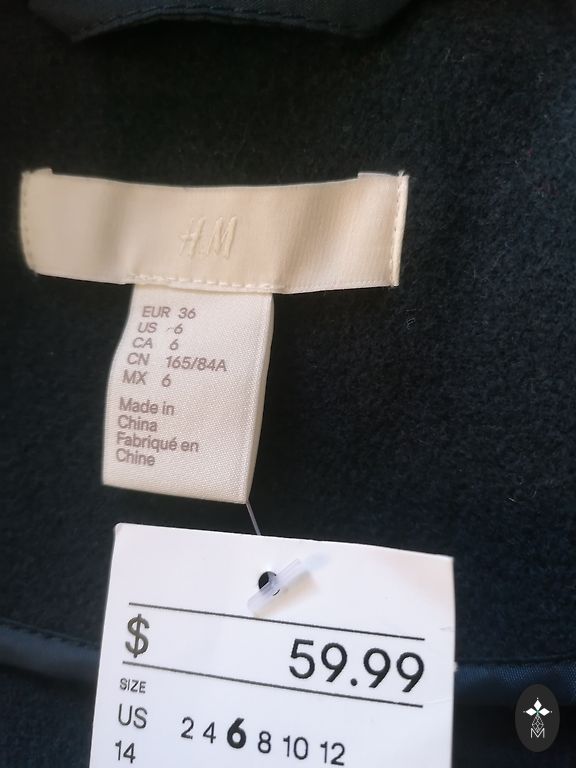 H&M
EUR 36
US 6
CA 6
CN 165/84A
MX 6
Made in
China
Fabriqué en
Chine
$ 59.99
SIZE
US 2 4 6 8 10 12
14
M